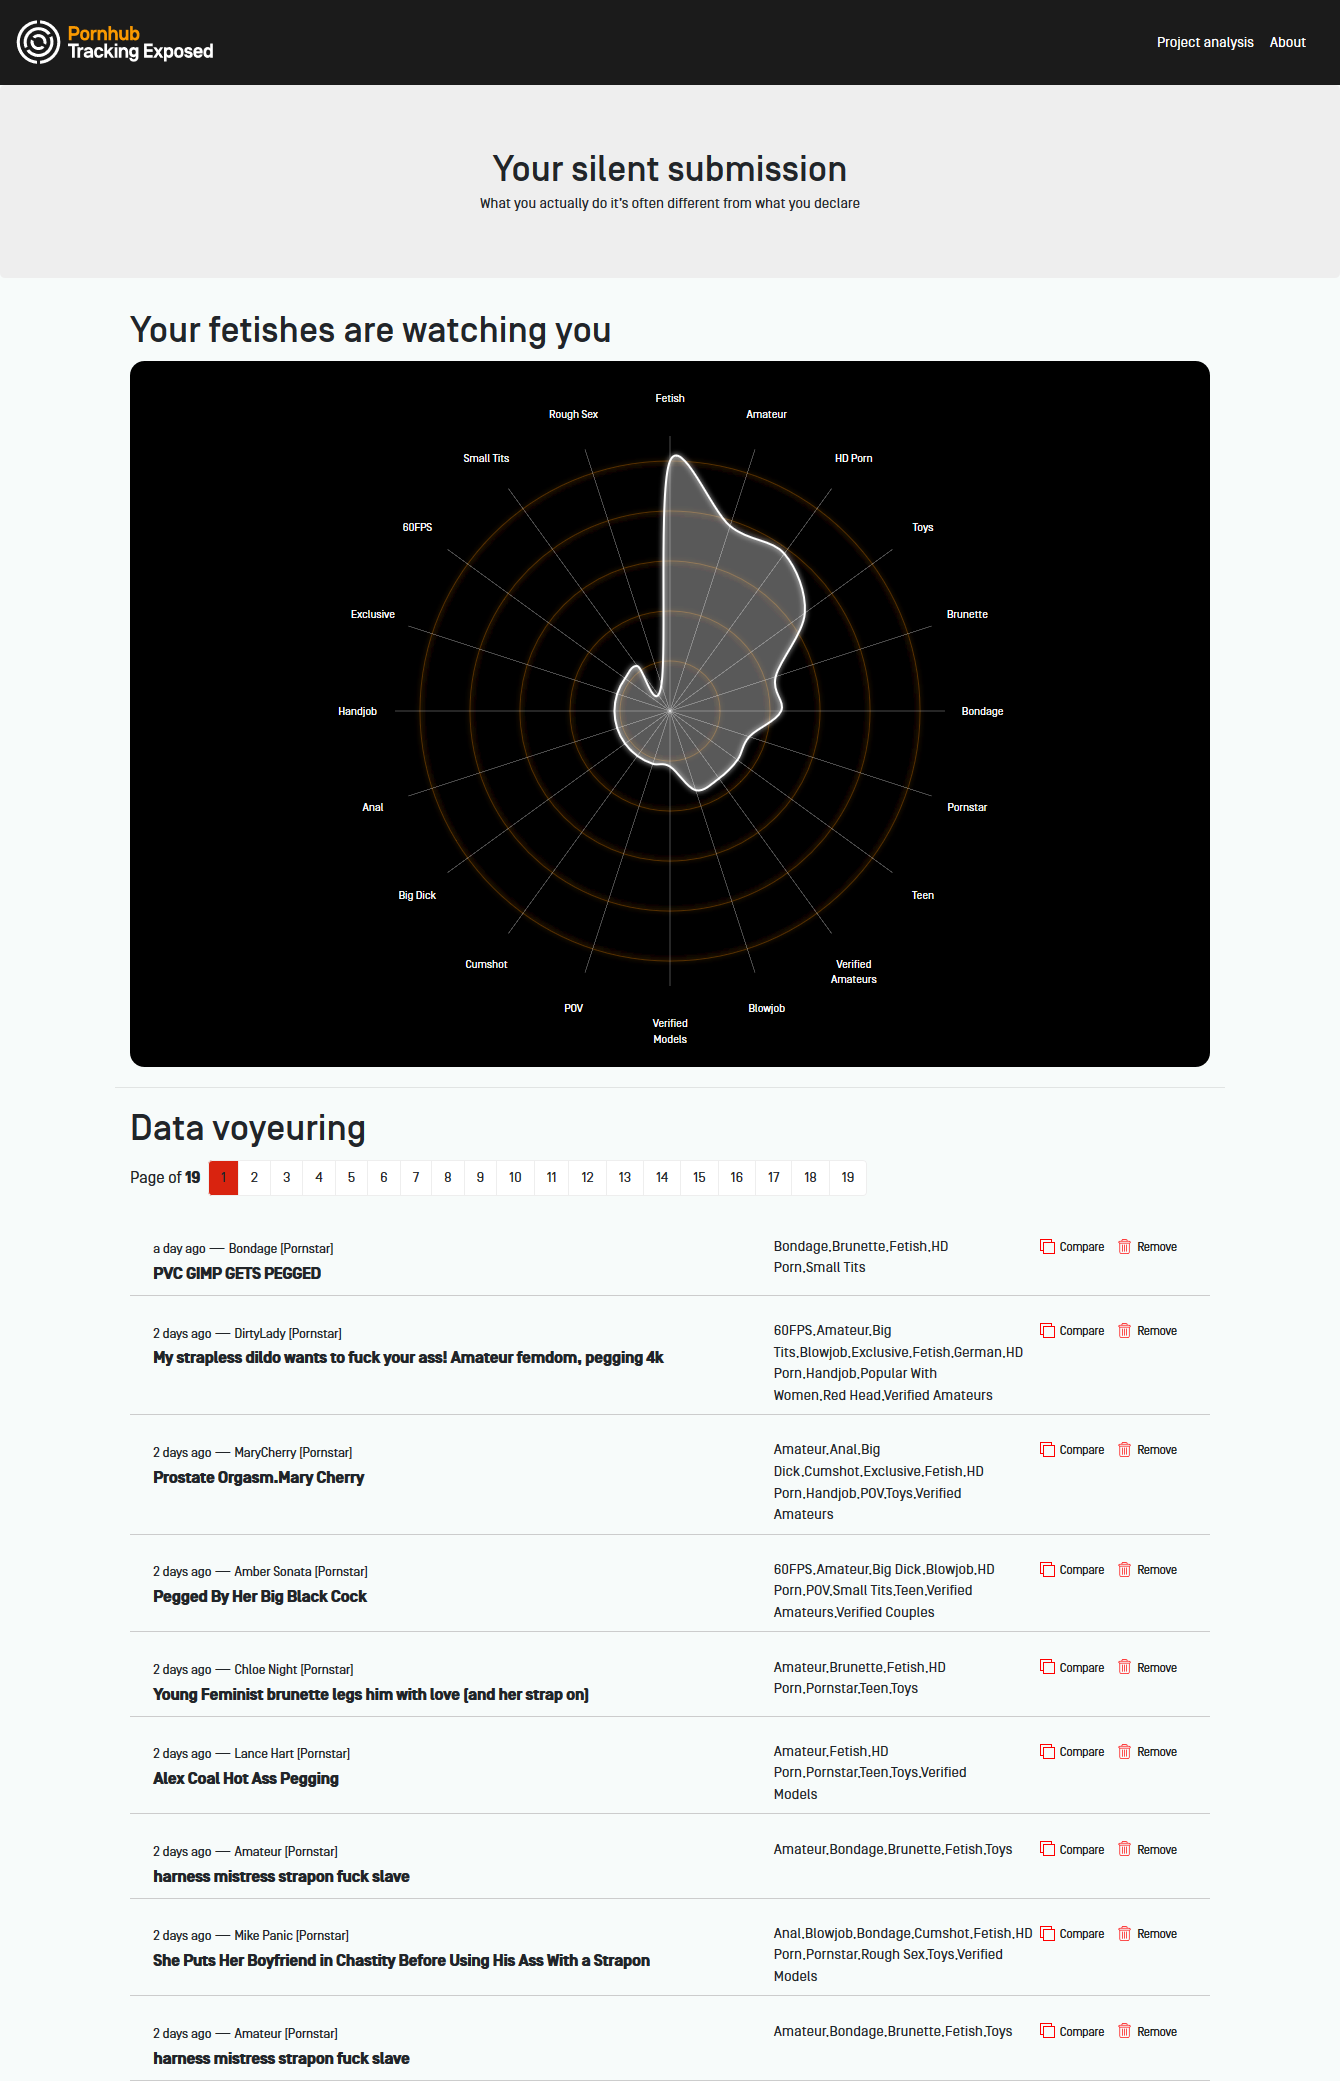 Pornhub
Tracking Exposed
Project analysis About
Your silent submission
What you actually do it's often different from what you declare
Your fetishes are watching you
Fetish
Amateur
HD Porn
Toys
Brunette
Bondage
Pornstar
Teen
Verified
Amateurs
Blowjob
Verified
Models
POV
Cumshot
Big Dick
Anal
Handjob
Exclusive
60FPS
Small Tits
Rough Sex
Data voyeuring
Page of 19 1 2 3 4 5 6 7 8 9 10 11 12 13 14 15 16 17 18 19
a day ago — Bondage [Pornstar]
PVC GIMP GETS PEGGED
Bondage,Brunette,Fetish,HD
Porn,Small Tits
Compare Remove
2 days ago — DirtyLady [Pornstar]
My strapless dildo wants to fuck your ass! Amateur femdom, pegging 4k
60FPS,Amateur,Big
Tits,Blowjob,Exclusive,Fetish,German,HD
Porn,Handjob,Popular With
Women,Red Head,Verified Amateurs
Compare Remove
2 days ago — MaryCherry [Pornstar]
Prostate Orgasm.Mary Cherry
Amateur,Anal,Big
Dick,Cumshot,Exclusive,Fetish,HD
Porn,Handjob,POV,Toys,Verified
Amateurs
Compare Remove
2 days ago — Amber Sonata [Pornstar]
Pegged By Her Big Black Cock
60FPS,Amateur,Big Dick,Blowjob,HD
Porn,POV,Small Tits,Teen,Verified
Amateurs,Verified Couples
Compare Remove
2 days ago — Chloe Night [Pornstar]
Young Feminist brunette legs him with love (and her strap on)
Amateur,Brunette,Fetish,HD
Porn,Pornstar,Teen,Toys
Compare Remove
2 days ago — Lance Hart [Pornstar]
Alex Coal Hot Ass Pegging
Amateur,Fetish,HD
Porn,Pornstar,Teen,Toys,Verified
Models
Compare Remove
2 days ago — Amateur [Pornstar]
harness mistress strapon fuck slave
Amateur,Bondage,Brunette,Fetish,Toys
Compare Remove
2 days ago — Mike Panic [Pornstar]
She Puts Her Boyfriend in Chastity Before Using His Ass With a Strapon
Anal,Blowjob,Bondage,Cumshot,Fetish,HD
Porn,Pornstar,Rough Sex,Toys,Verified
Models
Compare Remove
2 days ago — Amateur [Pornstar]
harness mistress strapon fuck slave
Amateur,Bondage,Brunette,Fetish,Toys
Compare Remove